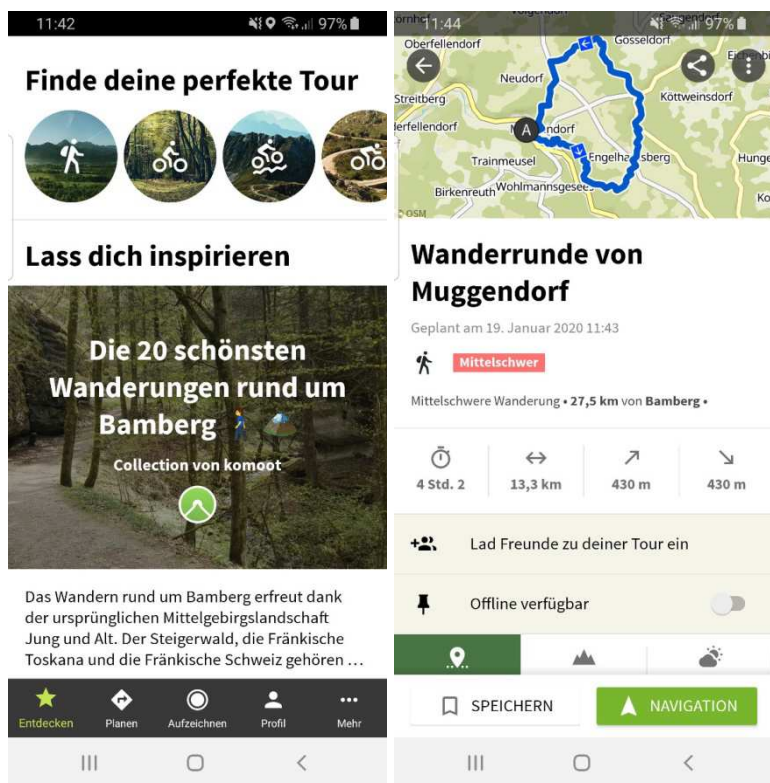 11:42
97%
Finde deine perfekte Tour
Lass dich inspirieren
Die 20 schönsten
Wanderungen rund um
Bamberg
Collection von komoot
Das Wandern rund um Bamberg erfreut dank
der ursprünglichen Mittelgebirgslandschaft
Jung und Alt. Der Steigerwald, die Fränkische
Toskana und die Fränkische Schweiz gehören …
Entdecken
Planen
Aufzeichnen
Profil
Mehr
11:44
97%
Oberfellendorf
Gösseldorf
Neudorf
Streitberg
Köttweinsdorf
A
Trainmeusel
Birkenreuth
© OSM
Wanderrunde von
Muggendorf
Geplant am 19. Januar 2020 11:43
Mittelschwer
Mittelschwere Wanderung • 27,5 km von Bamberg •
4 Std. 2
13,3 km
430 m
430 m
Lad Freunde zu deiner Tour ein
Offline verfügbar
SPEICHERN
NAVIGATION